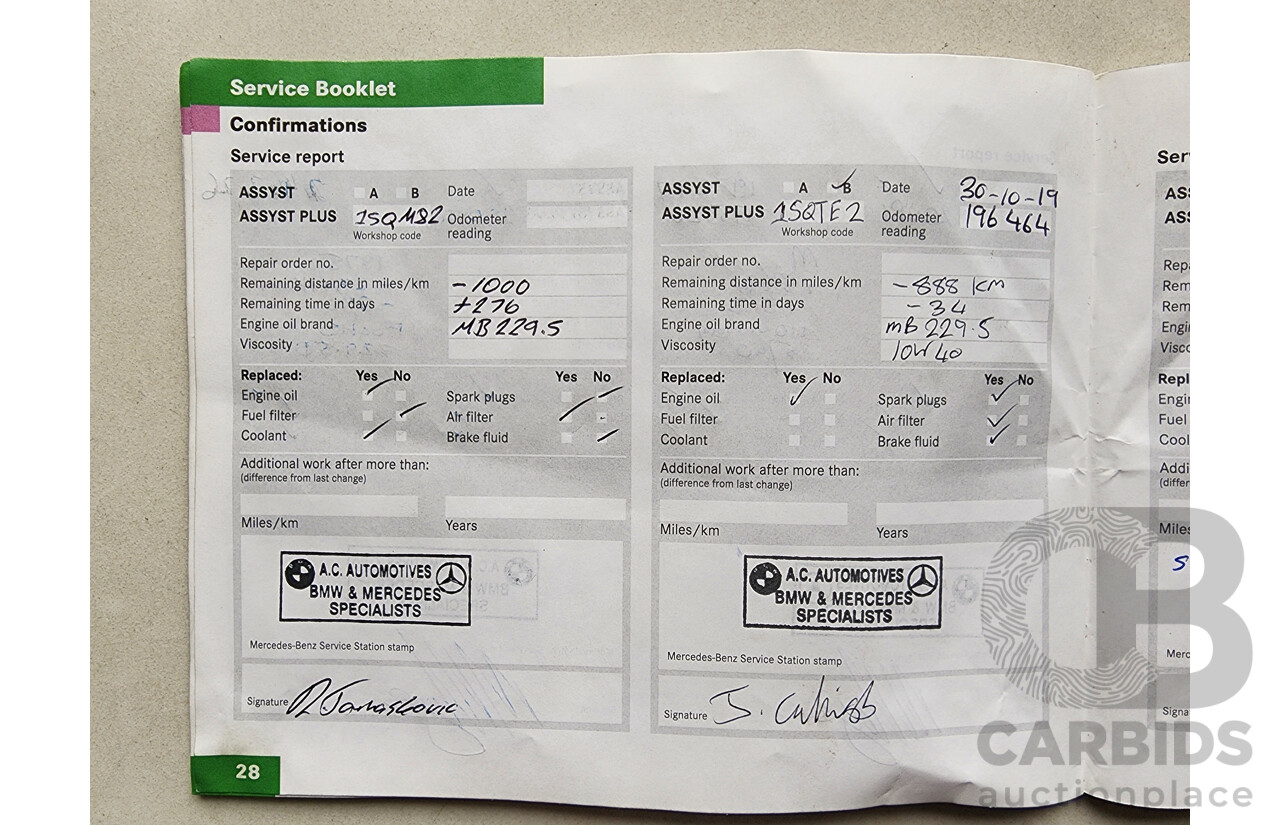 Service Booklet
Confirmations
Service report
ASSYST A B Date
ASSYST PLUS 1SQMS2 Odometer reading
Workshop code
Repair order no.
Remaining distance in miles/km -1000
Remaining time in days +276
Engine oil brand MB229.5
Viscosity
Replaced: Yes No Yes No
Engine oil Spark plugs
Fuel filter Air filter
Coolant Brake fluid
Additional work after more than:
(difference from last change)
Miles/km Years
A.C. AUTOMOTIVES
BMW & MERCEDES
SPECIALISTS
Mercedes-Benz Service Station stamp
Signature
28
ASSYST A B Date 30-10-19
ASSYST PLUS 1SQTE2 Odometer reading 196 464
Workshop code
Repair order no.
Remaining distance in miles/km -888 KM
Remaining time in days -34
Engine oil brand MB 229.5
Viscosity 10W40
Replaced: Yes No Yes No
Engine oil Spark plugs
Fuel filter Air filter
Coolant Brake fluid
Additional work after more than:
(difference from last change)
Miles/km Years
A.C. AUTOMOTIVES
BMW & MERCEDES
SPECIALISTS
Mercedes-Benz Service Station stamp
Signature
CB
CARBIDS
auctionplace